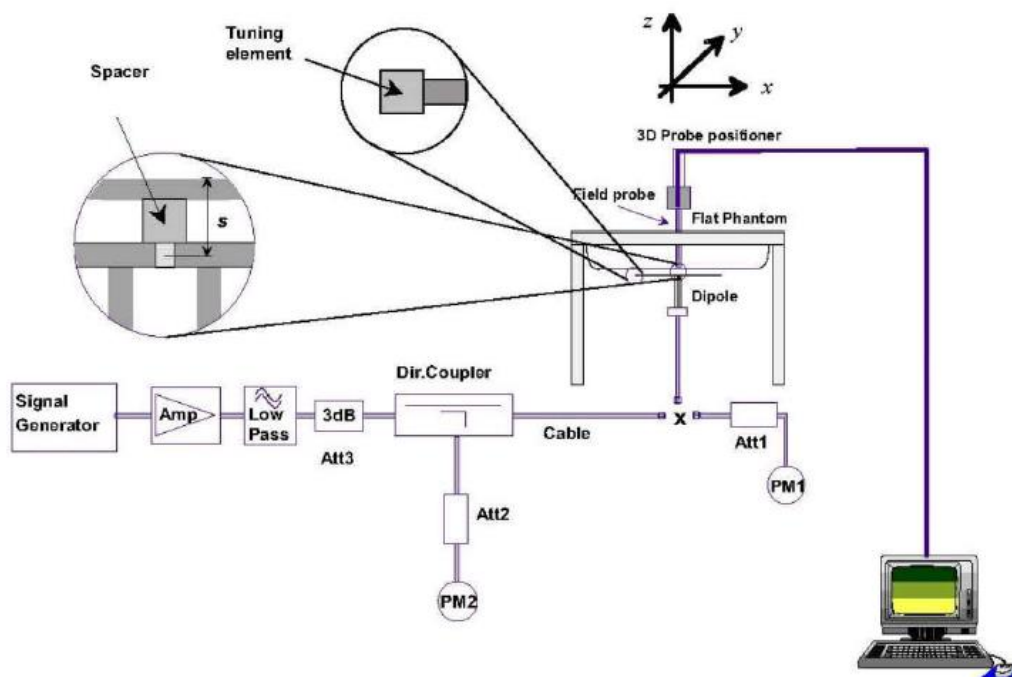 Tuning
element
Spacer
s
z
y
x
3D Probe positioner
Field probe
Flat Phantom
Dipole
Dir.Coupler
Signal
Generator
Amp
Low
Pass
3dB
Att3
Cable
x
Att1
PM1
Att2
PM2